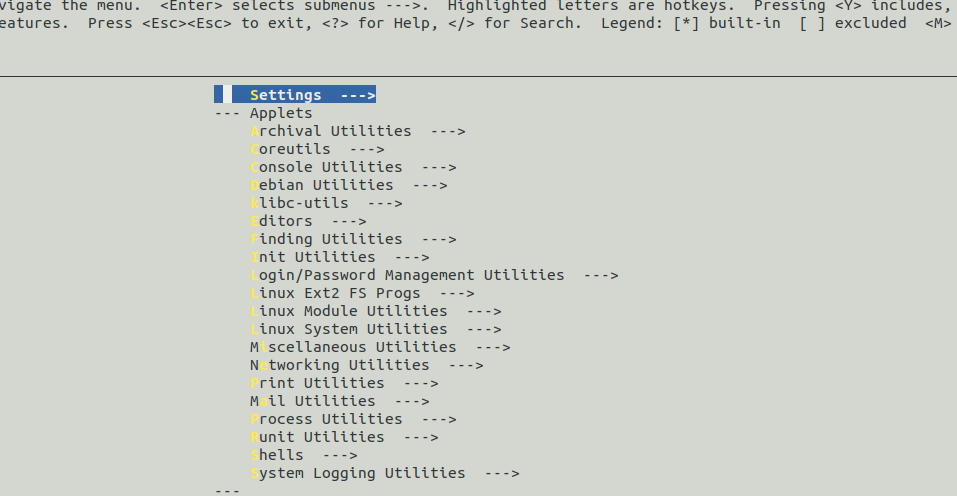 vigate the menu.  <Enter> selects submenus --->.  Highlighted letters are hotkeys.  Pressing <Y> includes,
eatures.  Press <Esc><Esc> to exit, <?> for Help, </> for Search.  Legend: [*] built-in  [ ] excluded  <M>
Settings  --->
--- Applets
Archival Utilities  --->
Coreutils  --->
Console Utilities  --->
Debian Utilities  --->
klibc-utils  --->
Editors  --->
Finding Utilities  --->
Init Utilities  --->
Login/Password Management Utilities  --->
Linux Ext2 FS Progs  --->
Linux Module Utilities  --->
Linux System Utilities  --->
Miscellaneous Utilities  --->
Networking Utilities  --->
Print Utilities  --->
Mail Utilities  --->
Process Utilities  --->
Runit Utilities  --->
Shells  --->
System Logging Utilities  --->
---